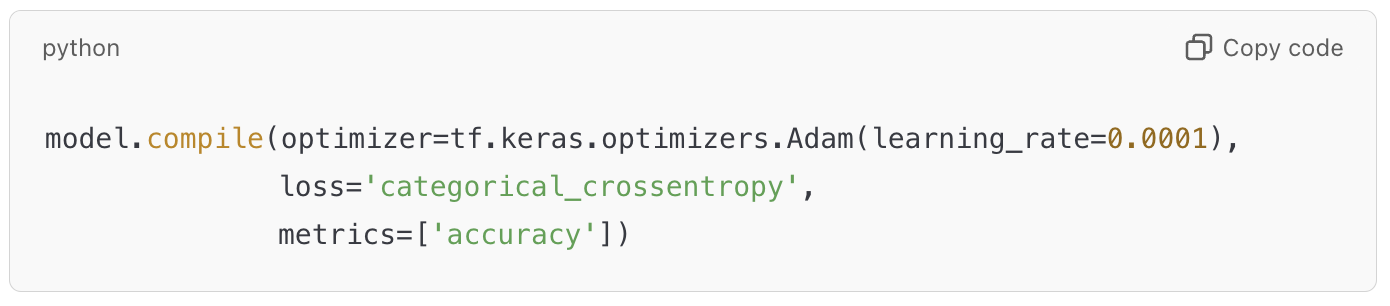 python
Copy code
model.compile(optimizer=tf.keras.optimizers.Adam(learning_rate=0.0001),
              loss='categorical_crossentropy',
              metrics=['accuracy'])